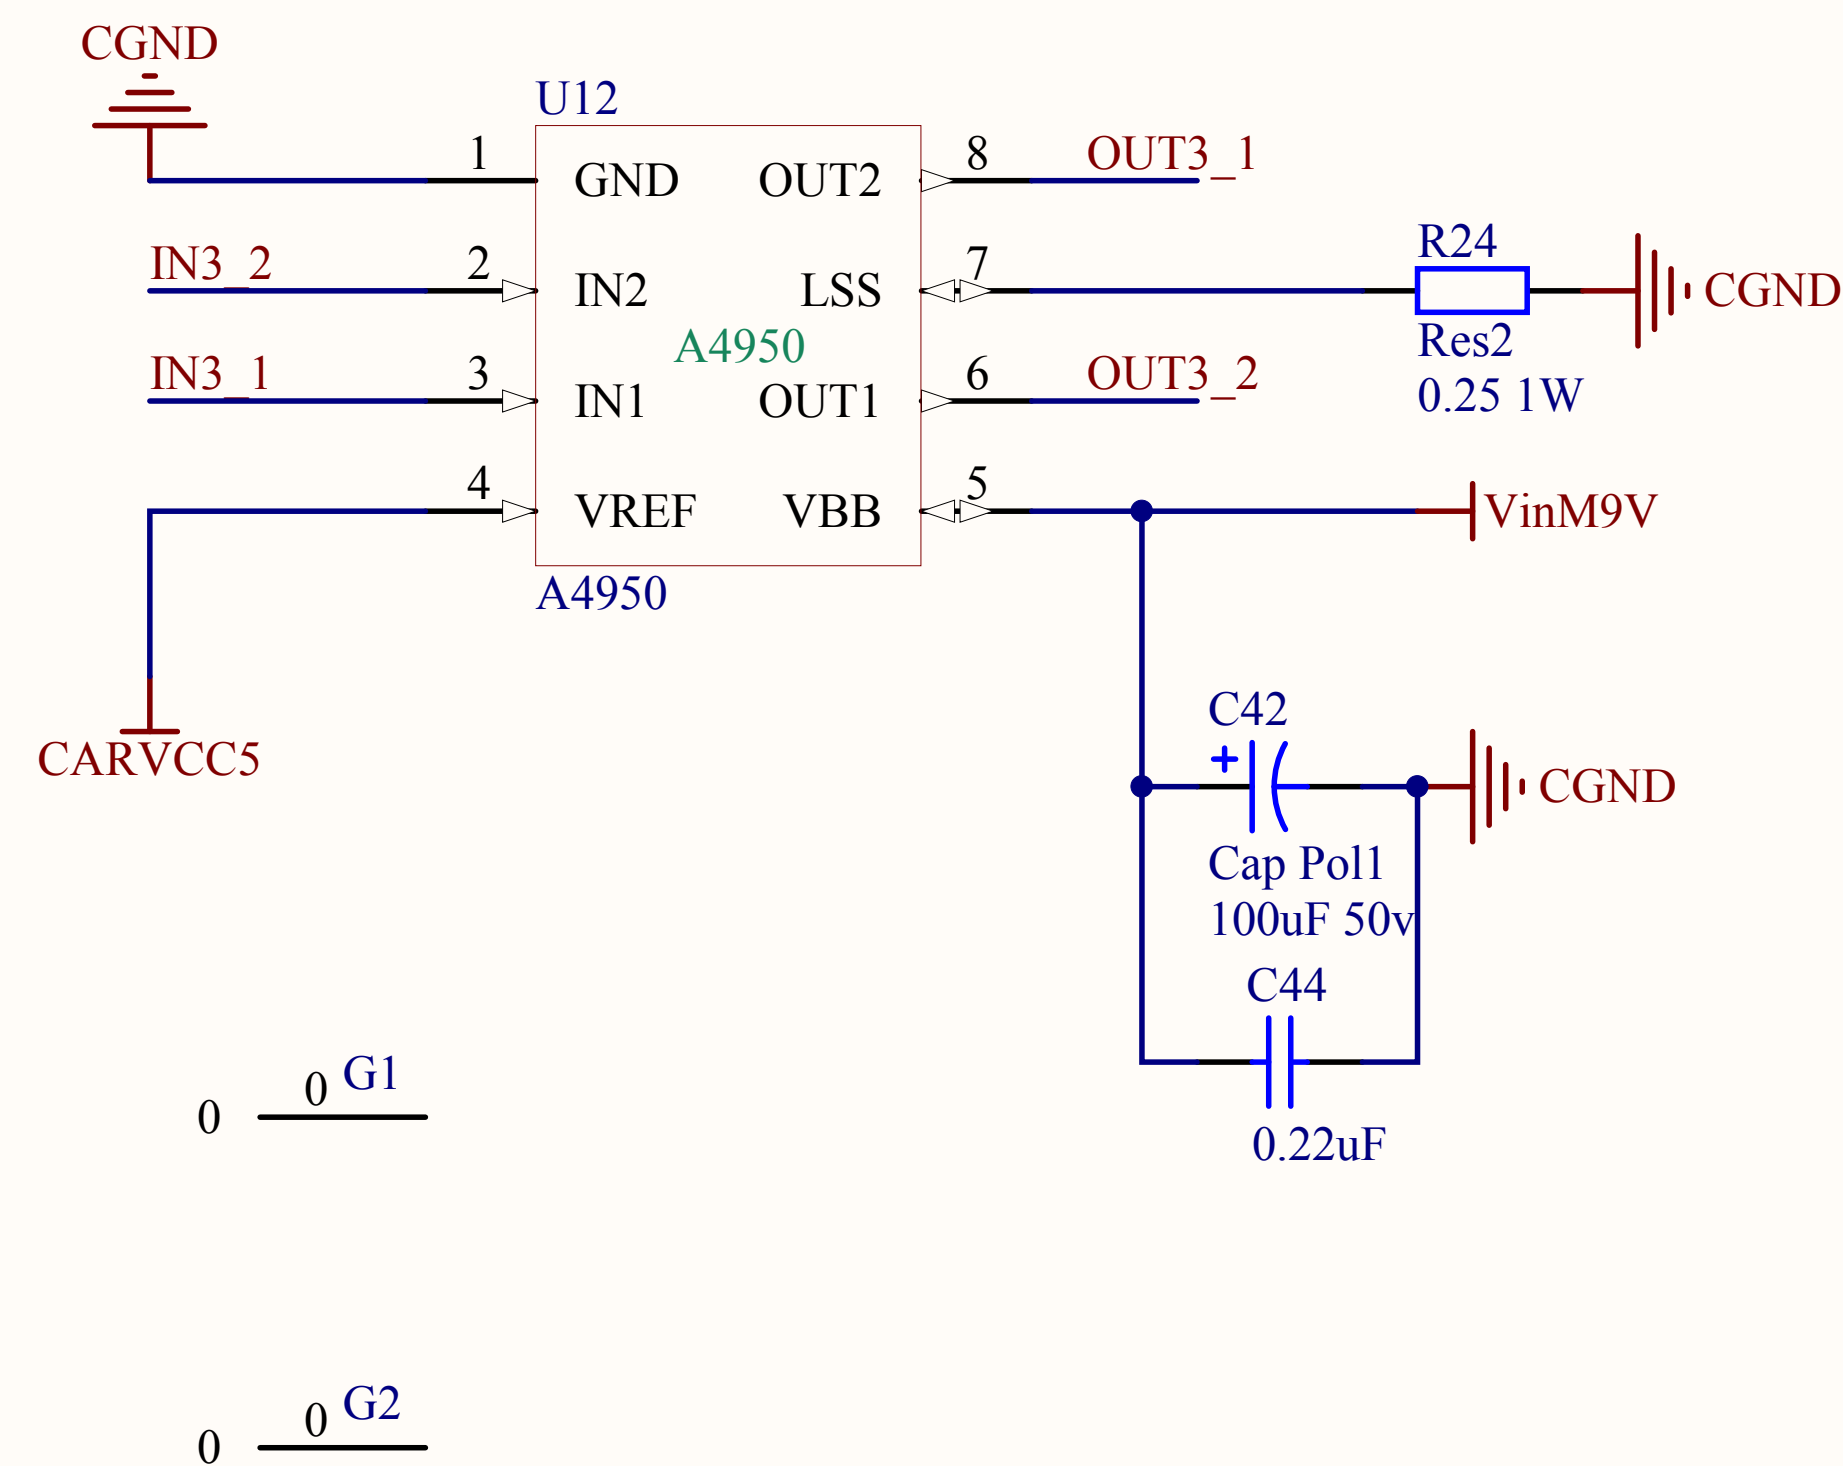 CGND
U12
1
GND
OUT2
8
OUT3_1
IN3_2
2
IN2
LSS
7
R24
CGND
Res2
0.25 1W
A4950
IN3_1
3
IN1
OUT1
6
OUT3_2
4
VREF
VBB
5
VinM9V
A4950
CARVCC5
C42
+
CGND
Cap Pol1
100uF 50v
C44
0.22uF
0
0
G1
0
0
G2